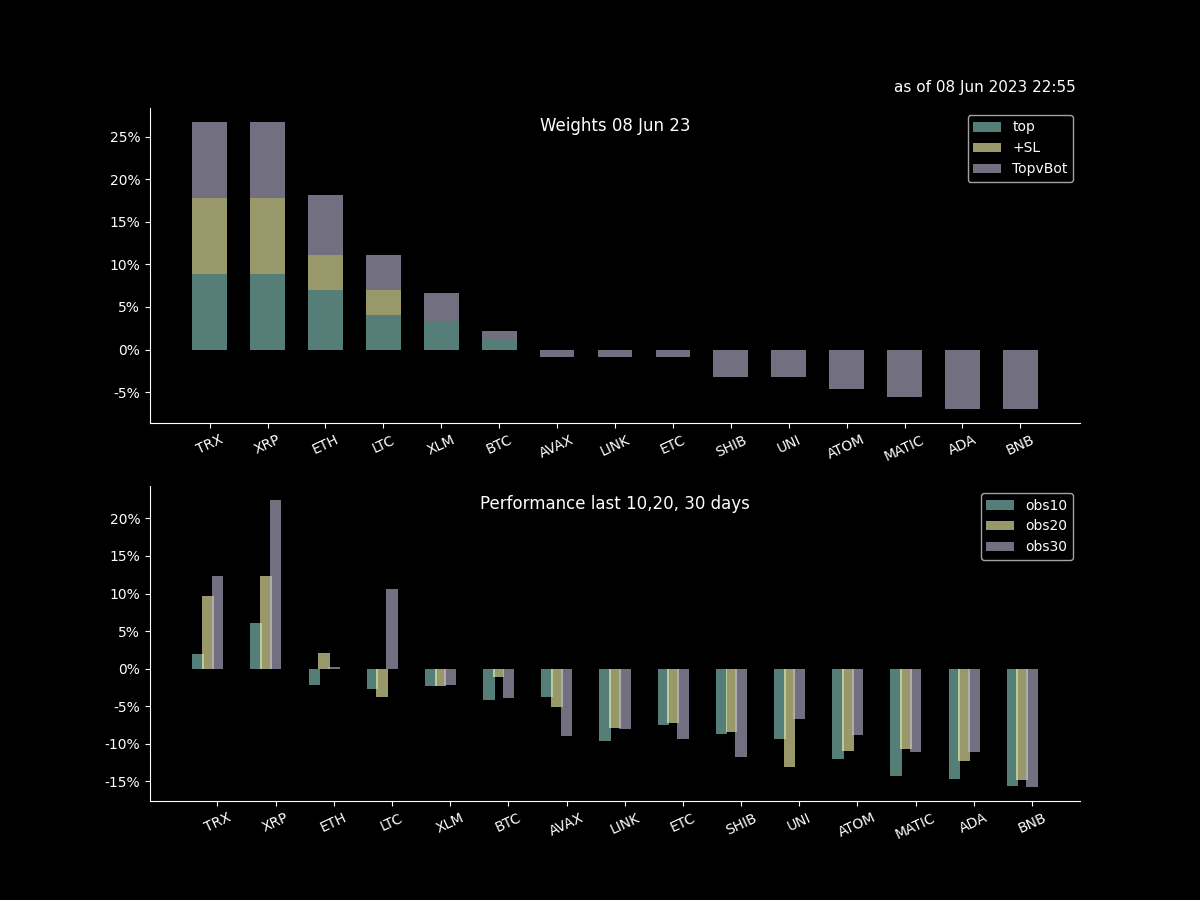 as of 08 Jun 2023 22:55
Weights 08 Jun 23
top
+SL
TopvBot
25%
20%
15%
10%
5%
0%
-5%
TRX XRP ETH LTC XLM BTC AVAX LINK ETC SHIB UNI ATOM MATIC ADA BNB
Performance last 10,20, 30 days
obs10
obs20
obs30
20%
15%
10%
5%
0%
-5%
-10%
-15%
TRX XRP ETH LTC XLM BTC AVAX LINK ETC SHIB UNI ATOM MATIC ADA BNB